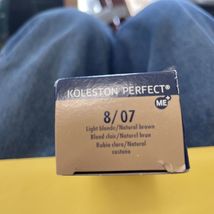 KOLESTON PERFECT®
ME+
8/07
Light blonde/Natural brown
Blond clair/Naturel brun
Rubio claro/Natural
castaño